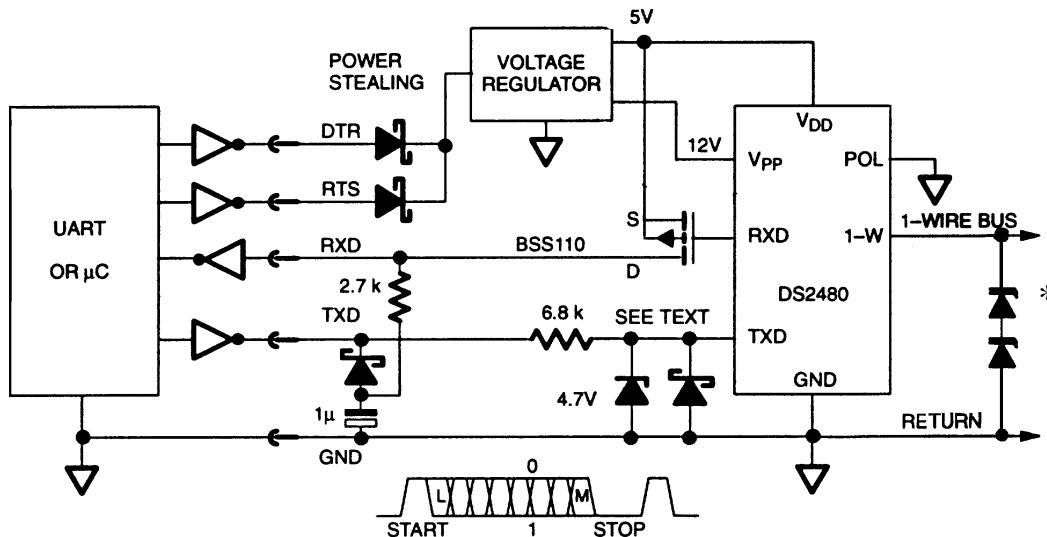 5V
POWER
STEALING
VOLTAGE
REGULATOR
DTR
12V
VDD
VPP
POL
RTS
UART
OR μC
RXD
BSS110
S
D
RXD
1–W
1–WIRE BUS
2.7 k
DS2480
*
TXD
6.8 k
SEE TEXT
TXD
4.7V
GND
1μ
RETURN
GND
0
L
M
START
1
STOP